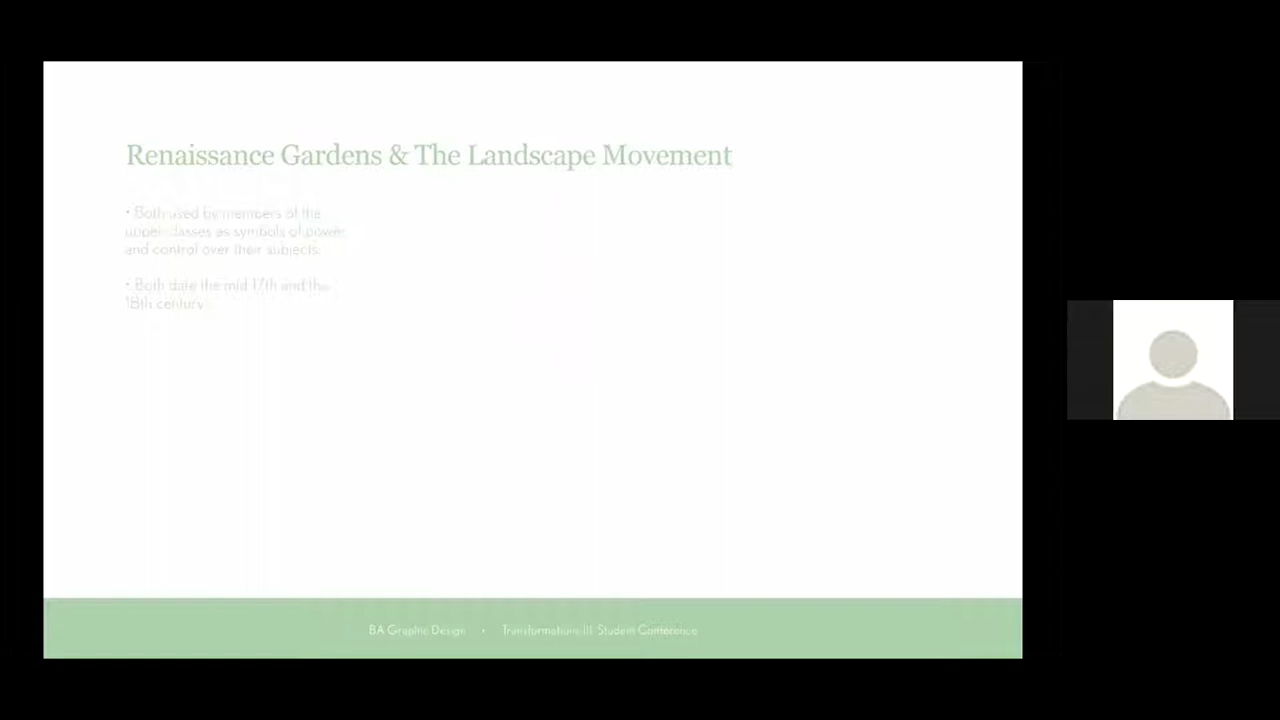 Renaissance Gardens & The Landscape Movement
• Both used by members of the
upper classes as symbols of power
and control over their subjects.
• Both date the mid 17th and the
18th century.
BA Graphic Design • Transformations III Student Conference